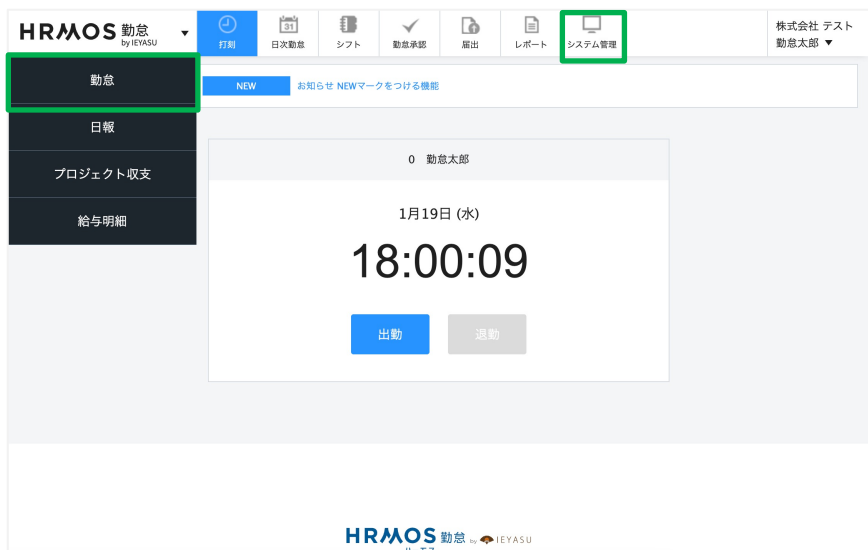 HRMOS 勤怠 ▼
by IEYASU
打刻
31
日次勤怠
シフト
勤怠承認
届出
レポート
システム管理
株式会社 テスト
勤怠太郎 ▼
勤怠
日報
プロジェクト収支
給与明細
NEW お知らせ NEWマークをつける機能
0 勤怠太郎
1月19日 (水)
18:00:09
出勤 退勤
HRMOS 勤怠 by IEYASU